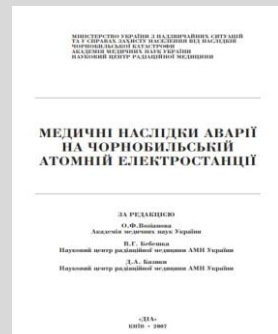 МІНІСТЕРСТВО УКРАЇНИ З НАДЗВИЧАЙНИХ СИТУАЦІЙ
ТА У СПРАВАХ ЗАХИСТУ НАСЕЛЕННЯ ВІД НАСЛІДКІВ
ЧОРНОБИЛЬСЬКОЇ КАТАСТРОФИ
АКАДЕМІЯ МЕДИЧНИХ НАУК УКРАЇНИ
НАУКОВИЙ ЦЕНТР РАДІАЦІЙНОЇ МЕДИЦИНИ
МЕДИЧНІ НАСЛІДКИ АВАРІЇ
НА ЧОРНОБИЛЬСЬКІЙ
АТОМНІЙ ЕЛЕКТРОСТАНЦІЇ
ЗА РЕДАКЦІЄЮ
О.Ф.Возіанова
Академія медичних наук України
В.Г. Бебешка
Науковий центр радіаційної медицини АМН України
Д.А. Базики
Науковий центр радіаційної медицини АМН України
«ДІА»
КИЇВ • 2007